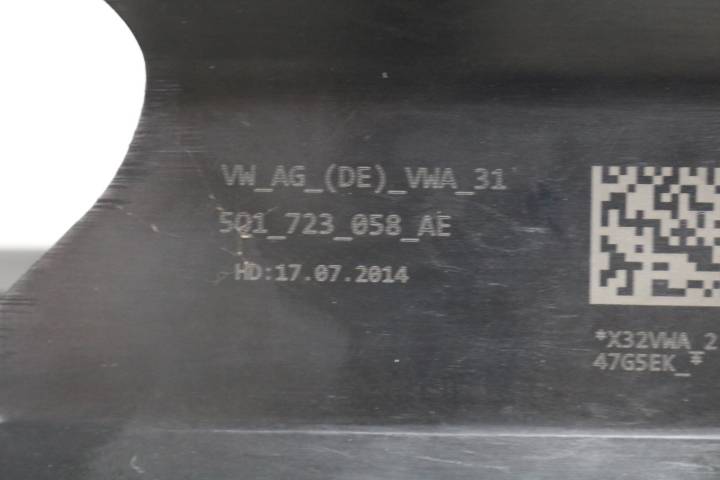 VW_AG_(DE)_VWA_31
5Q1_723_058_AE
HD:17.07.2014
*X32VWA_2
47G5EK_*